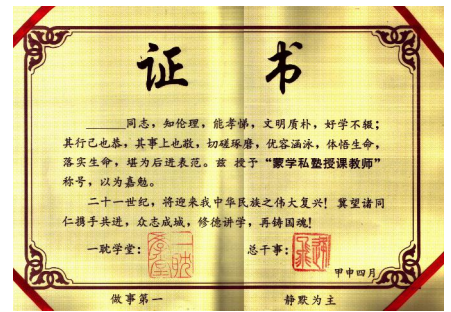 证 书
同志，知伦理，能孝悌，文明质朴，好学不辍；
其行己也恭，其事上也敬，切磋琢磨，优容涵泳，体悟生命，
落实生命，堪为后进表范。兹 授予“蒙学私塾授课教师”
称号，以为嘉勉。
二十一世纪，将迎来我中华民族之伟大复兴！冀望诸同
仁携手共进，众志成城，修德讲学，再铸国魂！
一耽学堂： 总干事：
甲申四月
做事第一 静默为主